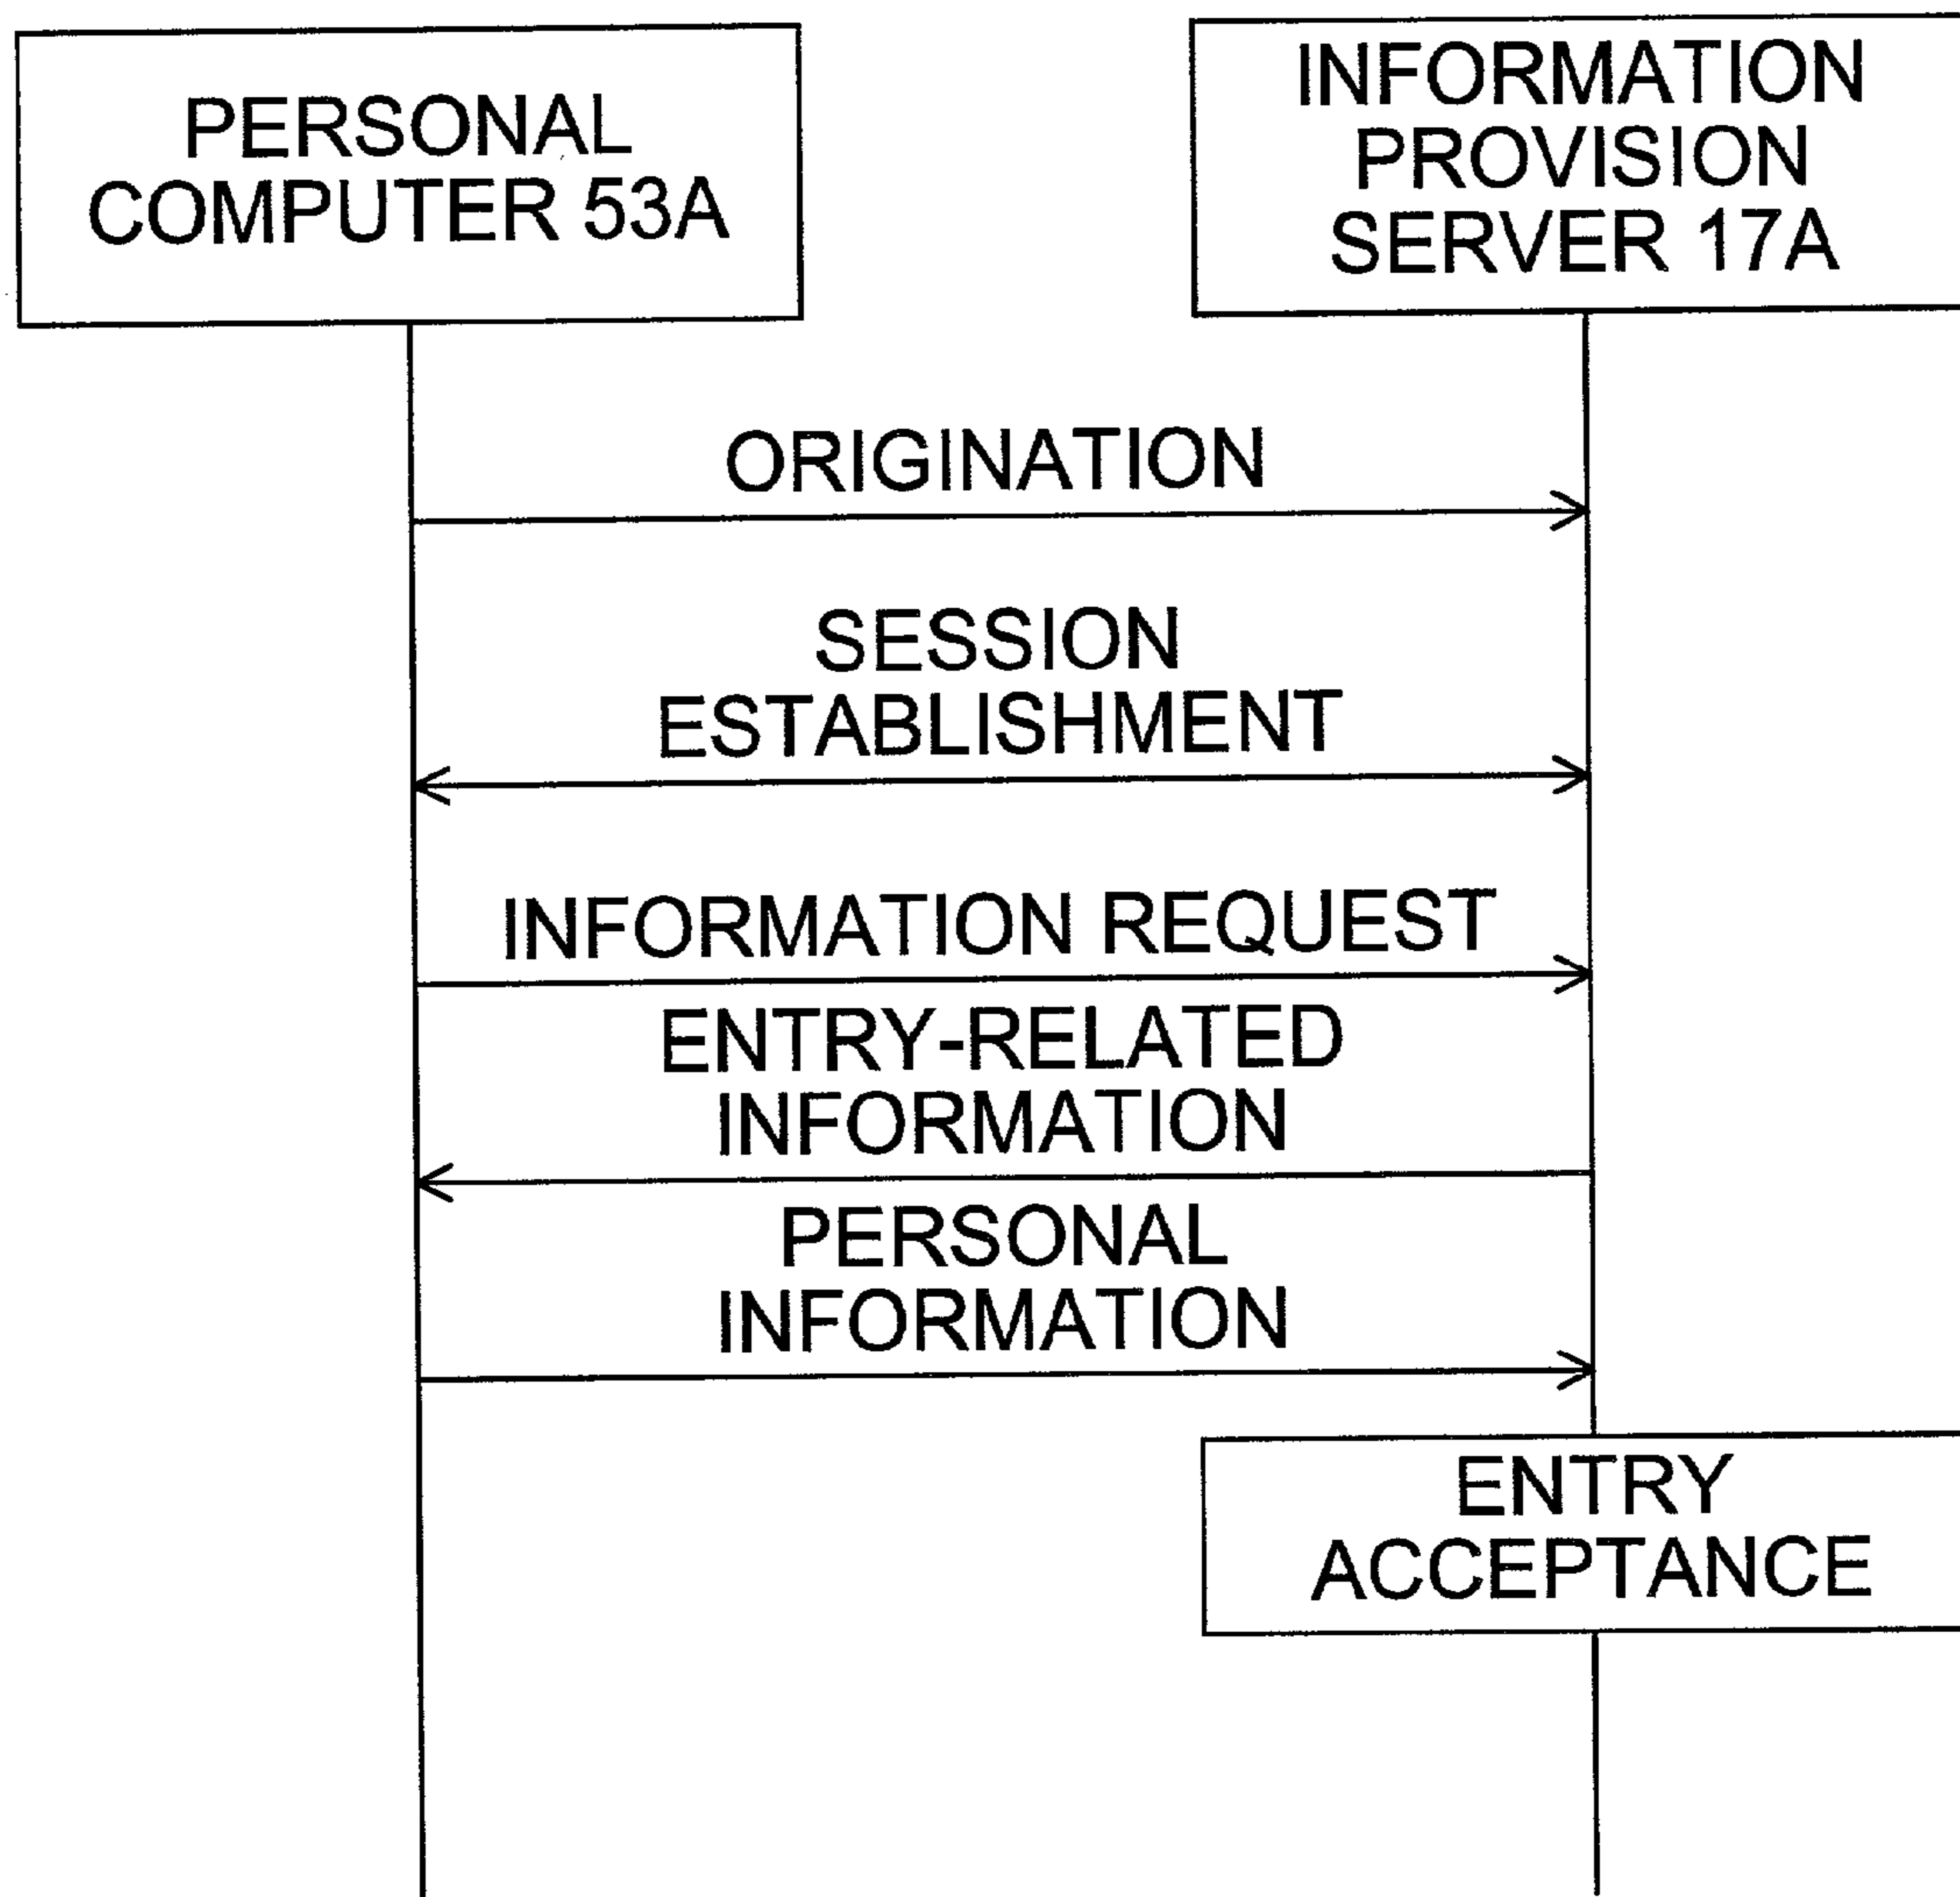 PERSONAL
COMPUTER 53A
INFORMATION
PROVISION
SERVER 17A
ORIGINATION
SESSION
ESTABLISHMENT
INFORMATION REQUEST
ENTRY-RELATED
INFORMATION
PERSONAL
INFORMATION
ENTRY
ACCEPTANCE